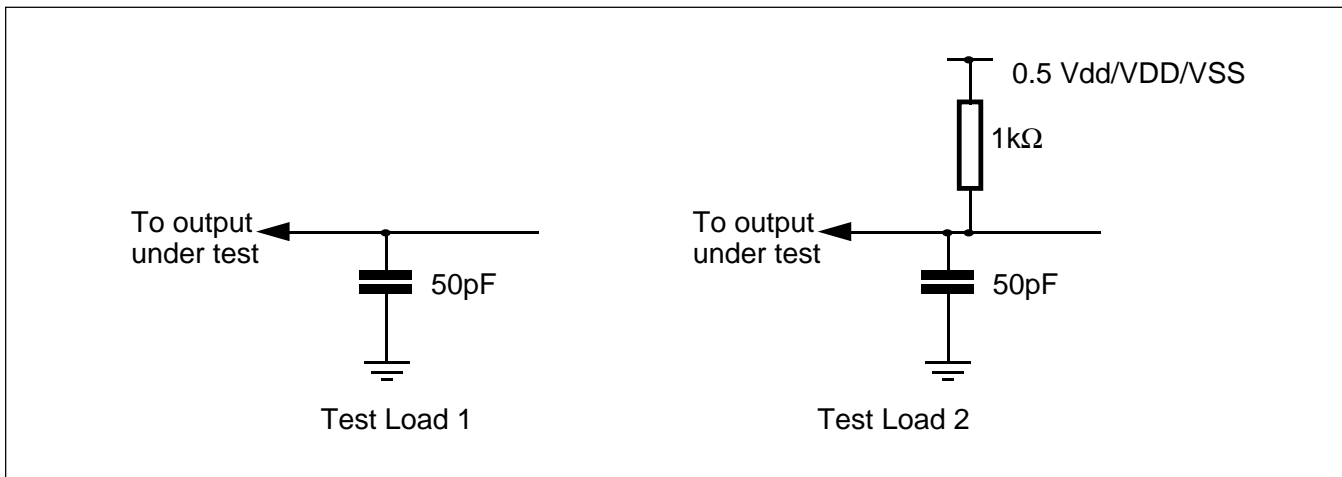 0.5 Vdd/VDD/VSS
1kΩ
To output
under test
50pF
Test Load 1
To output
under test
50pF
Test Load 2